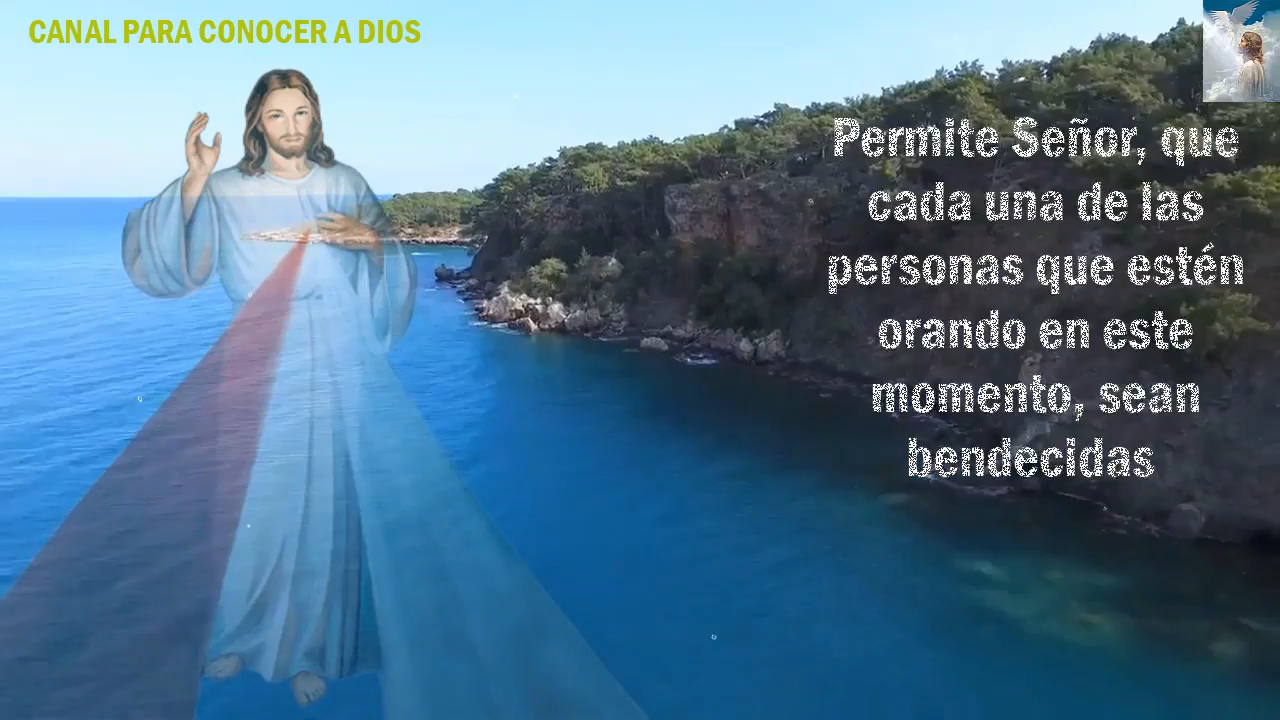 CANAL PARA CONOCER A DIOS
Permite Señor, que
cada una de las
personas que estén
orando en este
momento, sean
bendecidas